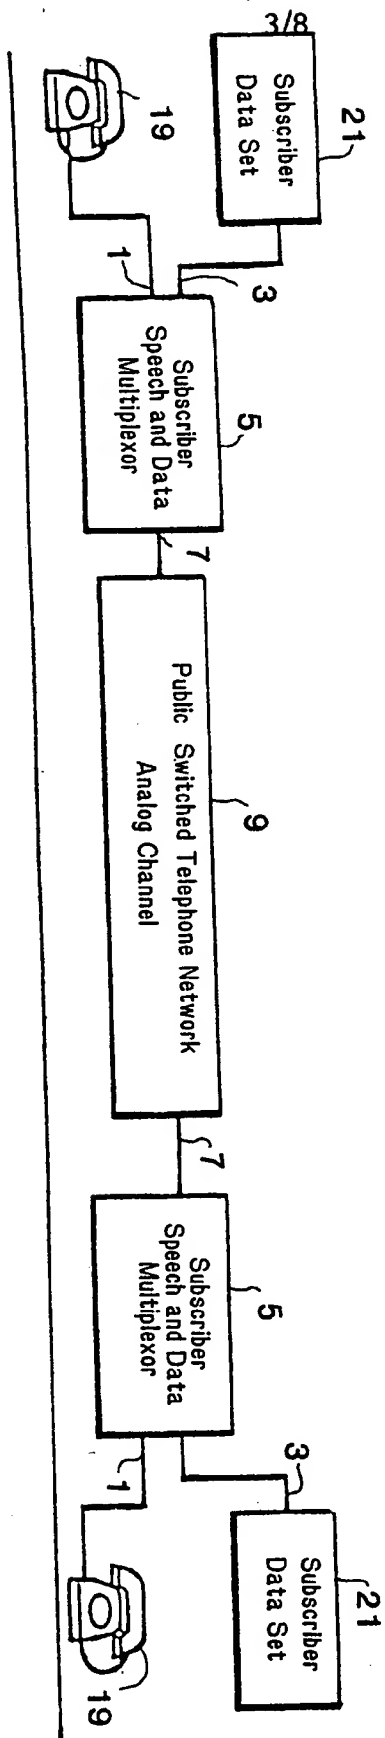 3/8
21
Subscriber
Data Set
19
3
1
5
Subscriber
Speech and Data
Multiplexor
7
9
Public Switched Telephone Network
Analog Channel
7
5
Subscriber
Speech and Data
Multiplexor
3
1
21
Subscriber
Data Set
19